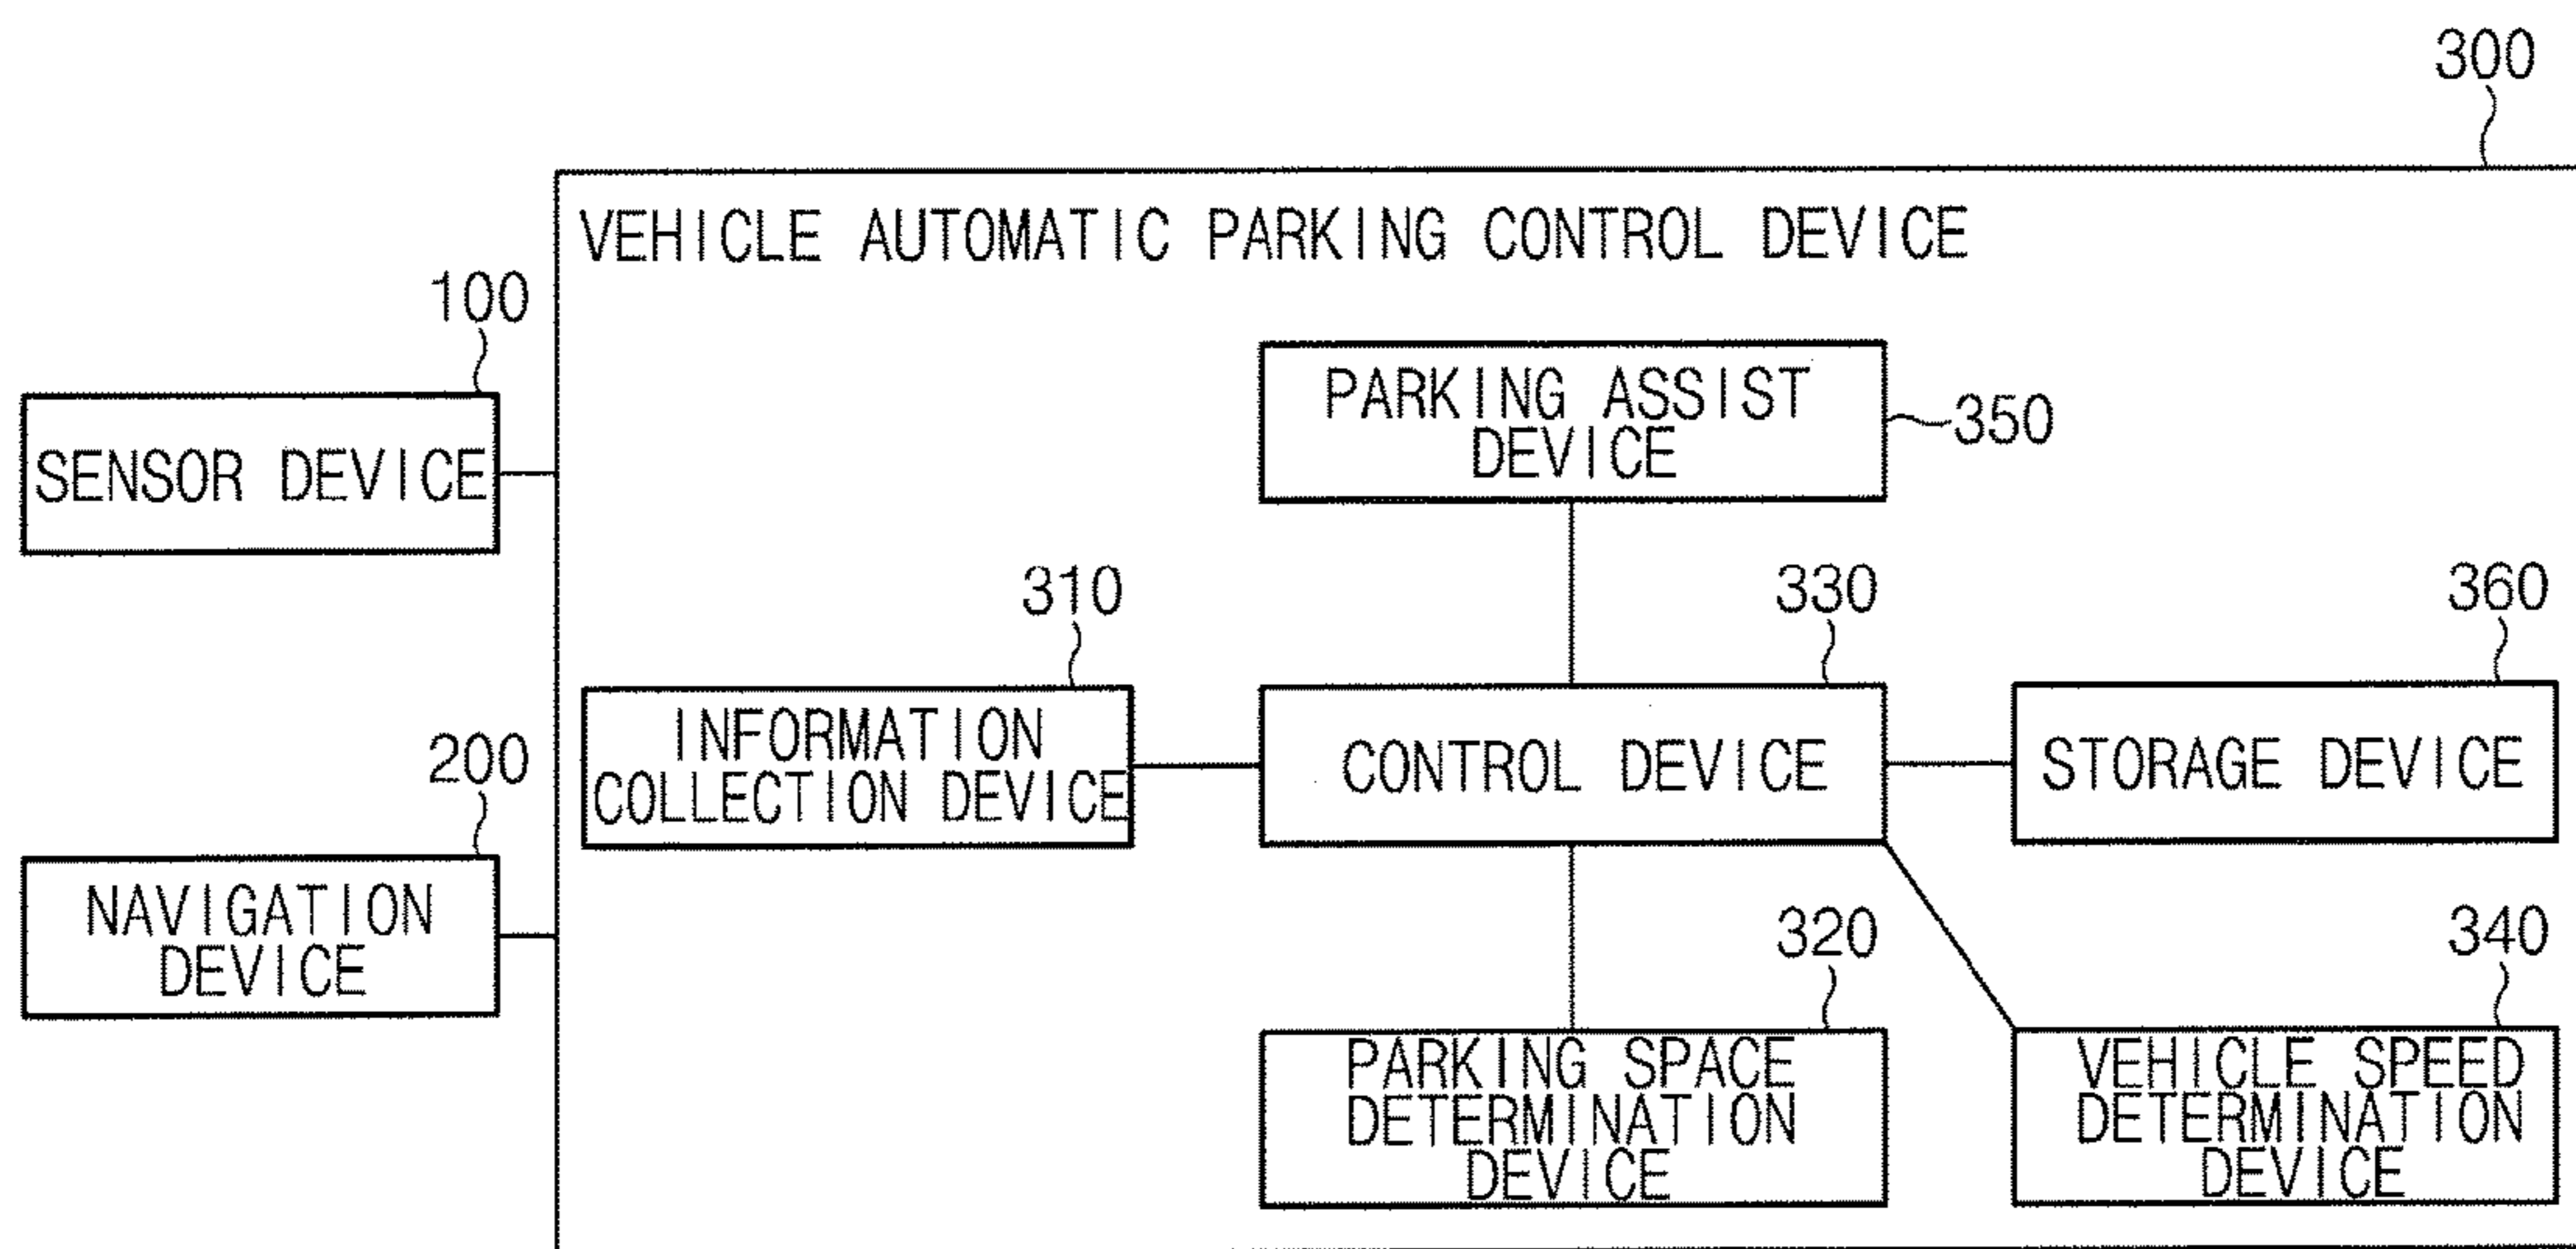 300
VEHICLE AUTOMATIC PARKING CONTROL DEVICE
100
SENSOR DEVICE
PARKING ASSIST
DEVICE
350
310
INFORMATION
COLLECTION DEVICE
330
CONTROL DEVICE
360
STORAGE DEVICE
200
NAVIGATION
DEVICE
320
PARKING SPACE
DETERMINATION
DEVICE
340
VEHICLE SPEED
DETERMINATION
DEVICE